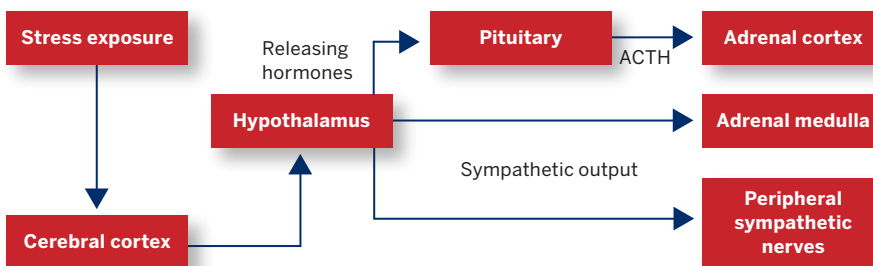 Stress exposure
Releasing
hormones
Pituitary
ACTH
Adrenal cortex
Hypothalamus
Adrenal medulla
Sympathetic output
Cerebral cortex
Peripheral
sympathetic
nerves